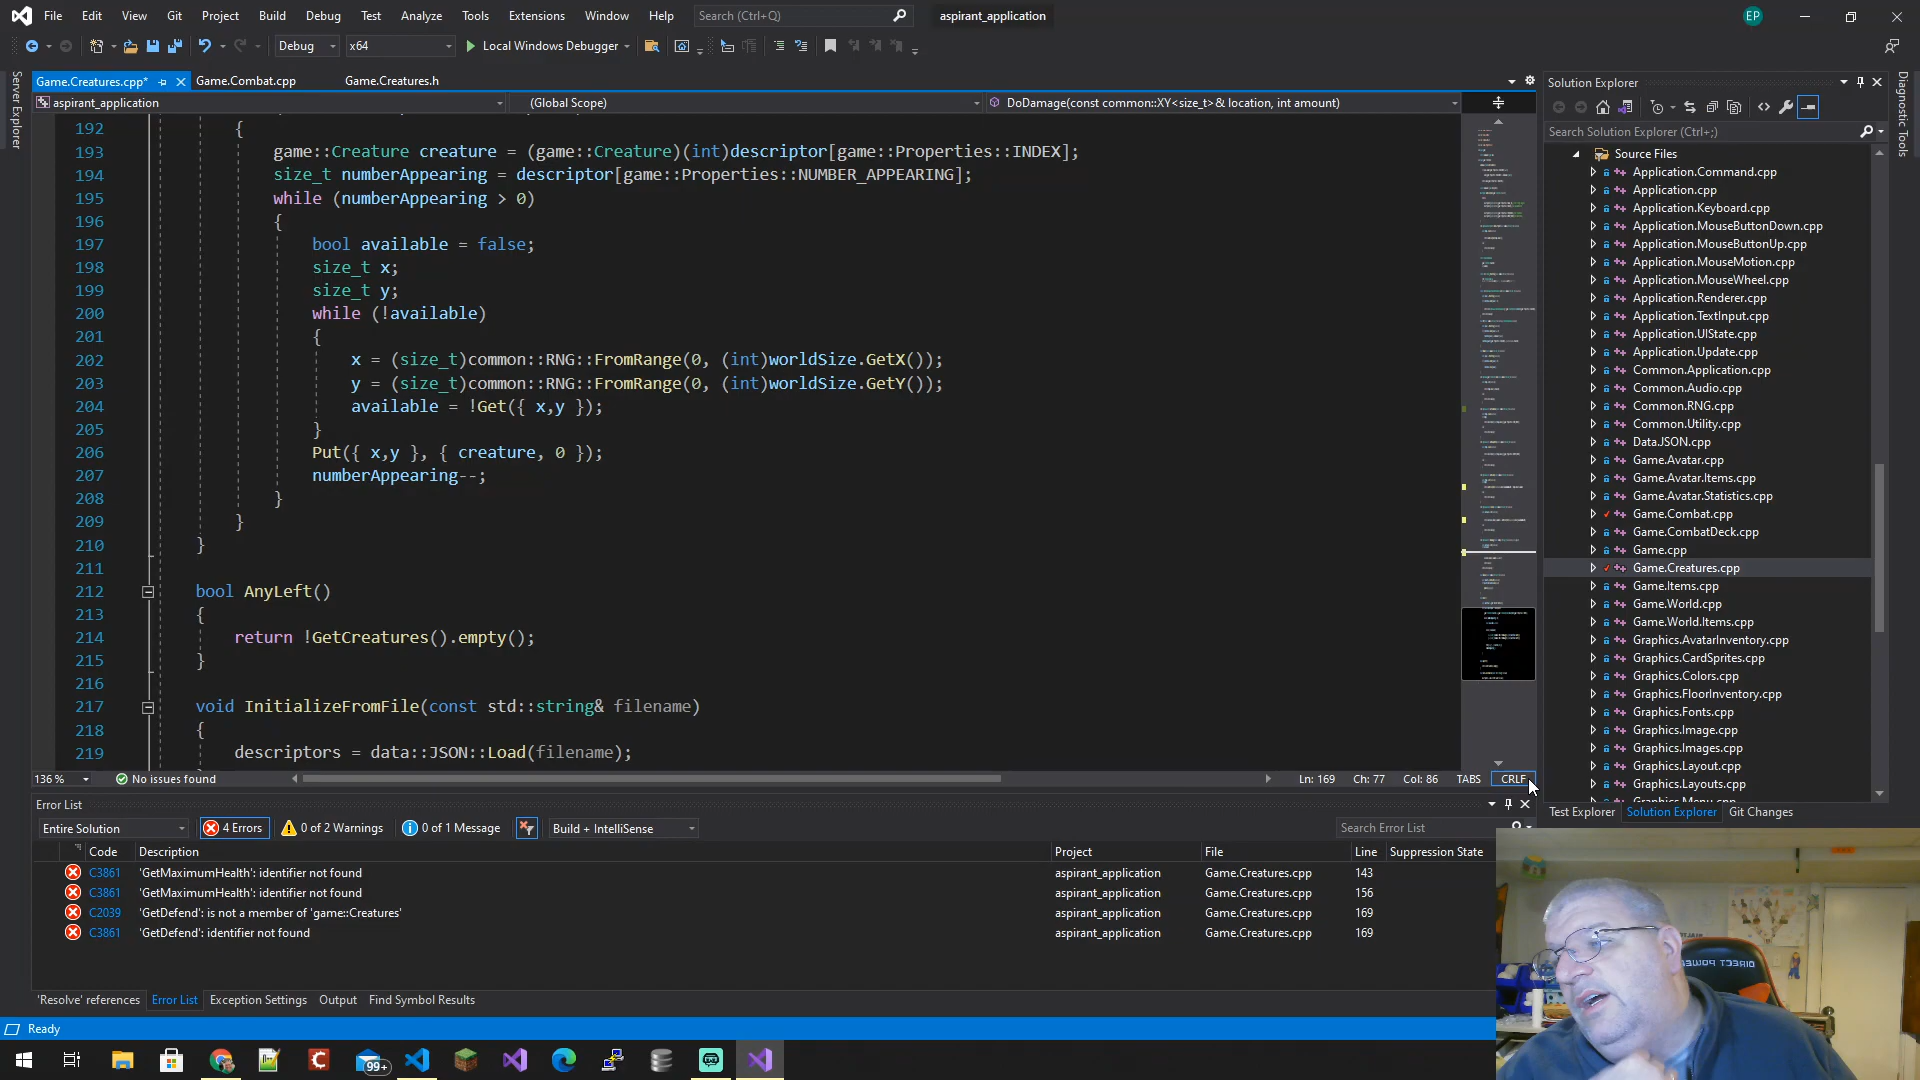 File Edit View Git Project Build Debug Test Analyze Tools Extensions Window Help Search (Ctrl+Q) aspirant_application EP
Debug x64 Local Windows Debugger
Server Explorer
Game.Creatures.cpp* Game.Combat.cpp Game.Creatures.h
aspirant_application (Global Scope) DoDamage(const common::XY<size_t>& location, int amount)
192 {
193 game::Creature creature = (game::Creature)(int)descriptor[game::Properties::INDEX];
194 size_t numberAppearing = descriptor[game::Properties::NUMBER_APPEARING];
195 while (numberAppearing > 0)
196 {
197 bool available = false;
198 size_t x;
199 size_t y;
200 while (!available)
201 {
202 x = (size_t)common::RNG::FromRange(0, (int)worldSize.GetX());
203 y = (size_t)common::RNG::FromRange(0, (int)worldSize.GetY());
204 available = !Get({ x,y });
205 }
206 Put({ x,y }, { creature, 0 });
207 numberAppearing--;
208 }
209 }
210 }
211
212 bool AnyLeft()
213 {
214 return !GetCreatures().empty();
215 }
216
217 void InitializeFromFile(const std::string& filename)
218 {
219 descriptors = data::JSON::Load(filename);
136 % No issues found Ln: 169 Ch: 77 Col: 86 TABS CRLF
Error List
Entire Solution 4 Errors 0 of 2 Warnings 0 of 1 Message Build + IntelliSense Search Error List
Code Description Project File Line Suppression State
C3861 'GetMaximumHealth': identifier not found aspirant_application Game.Creatures.cpp 143
C3861 'GetMaximumHealth': identifier not found aspirant_application Game.Creatures.cpp 156
C2039 'GetDefend': is not a member of 'game::Creatures' aspirant_application Game.Creatures.cpp 169
C3861 'GetDefend': identifier not found aspirant_application Game.Creatures.cpp 169
'Resolve' references Error List Exception Settings Output Find Symbol Results
Ready
99+
Solution Explorer
Search Solution Explorer (Ctrl+;)
Source Files
Application.Command.cpp
Application.cpp
Application.Keyboard.cpp
Application.MouseButtonDown.cpp
Application.MouseButtonUp.cpp
Application.MouseMotion.cpp
Application.MouseWheel.cpp
Application.Renderer.cpp
Application.TextInput.cpp
Application.UIState.cpp
Application.Update.cpp
Common.Application.cpp
Common.Audio.cpp
Common.RNG.cpp
Common.Utility.cpp
Data.JSON.cpp
Game.Avatar.cpp
Game.Avatar.Items.cpp
Game.Avatar.Statistics.cpp
Game.Combat.cpp
Game.CombatDeck.cpp
Game.cpp
Game.Creatures.cpp
Game.Items.cpp
Game.World.cpp
Game.World.Items.cpp
Graphics.AvatarInventory.cpp
Graphics.CardSprites.cpp
Graphics.Colors.cpp
Graphics.FloorInventory.cpp
Graphics.Fonts.cpp
Graphics.Image.cpp
Graphics.Images.cpp
Graphics.Layout.cpp
Graphics.Layouts.cpp
Graphics.Menu.cpp
Test Explorer Solution Explorer Git Changes
Diagnostic Tools
DIRECT POWER